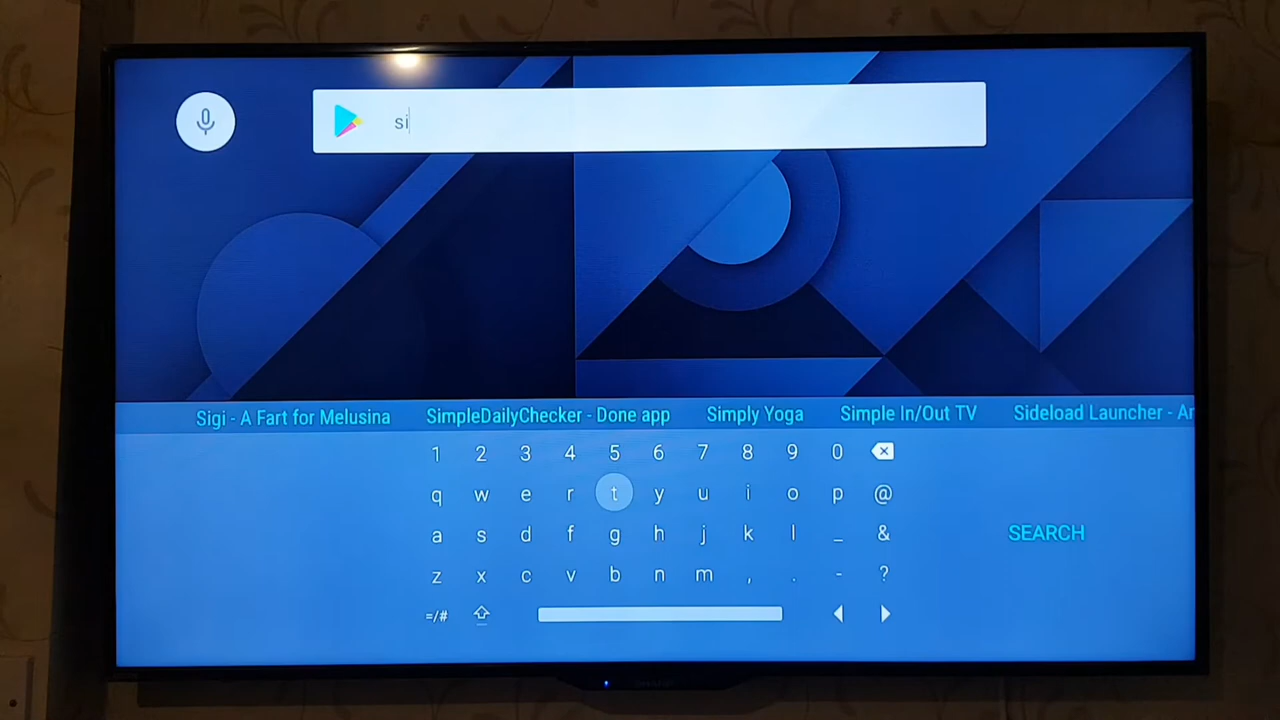 si
Sigi - A Fart for Melusina SimpleDailyChecker - Done app Simply Yoga Simple In/Out TV Sideload Launcher - Ar
1 2 3 4 5 6 7 8 9 0
q w e r t y u i o p @
a s d f g h j k l _ &
SEARCH
z x c v b n m , . - ?
=/#